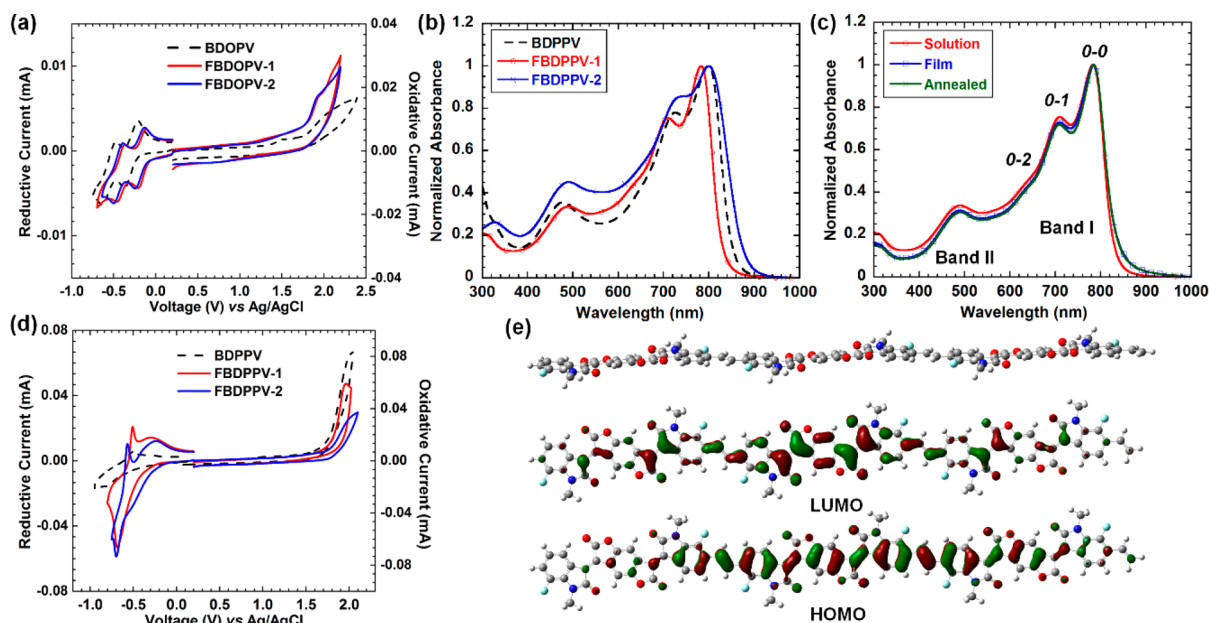 (a)
BDOPV
FBDOPV-1
FBDOPV-2
0.01
0.00
-0.01
Reductive Current (mA)
0.04
0.02
0.00
-0.02
-0.04
Oxidative Current (mA)
-1.0 -0.5 0.0 0.5 1.0 1.5 2.0 2.5
Voltage (V) vs Ag/AgCl
(b)
BDPPV
FBDPPV-1
FBDPPV-2
1.2
1
0.8
0.6
0.4
0.2
0
Normalized Absorbance
300 400 500 600 700 800 900 1000
Wavelength (nm)
(c)
Solution
Film
Annealed
0-0
0-1
0-2
Band I
Band II
1.2
1
0.8
0.6
0.4
0.2
0
Normalized Absorbance
300 400 500 600 700 800 900 1000
Wavelength (nm)
(d)
BDPPV
FBDPPV-1
FBDPPV-2
0.08
0.04
0.00
-0.04
-0.08
Reductive Current (mA)
0.08
0.04
0.00
-0.04
-0.08
Oxidative Current (mA)
-1.0 -0.5 0.0 0.5 1.0 1.5 2.0
Voltage (V) vs Ag/AgCl
(e)
LUMO
HOMO